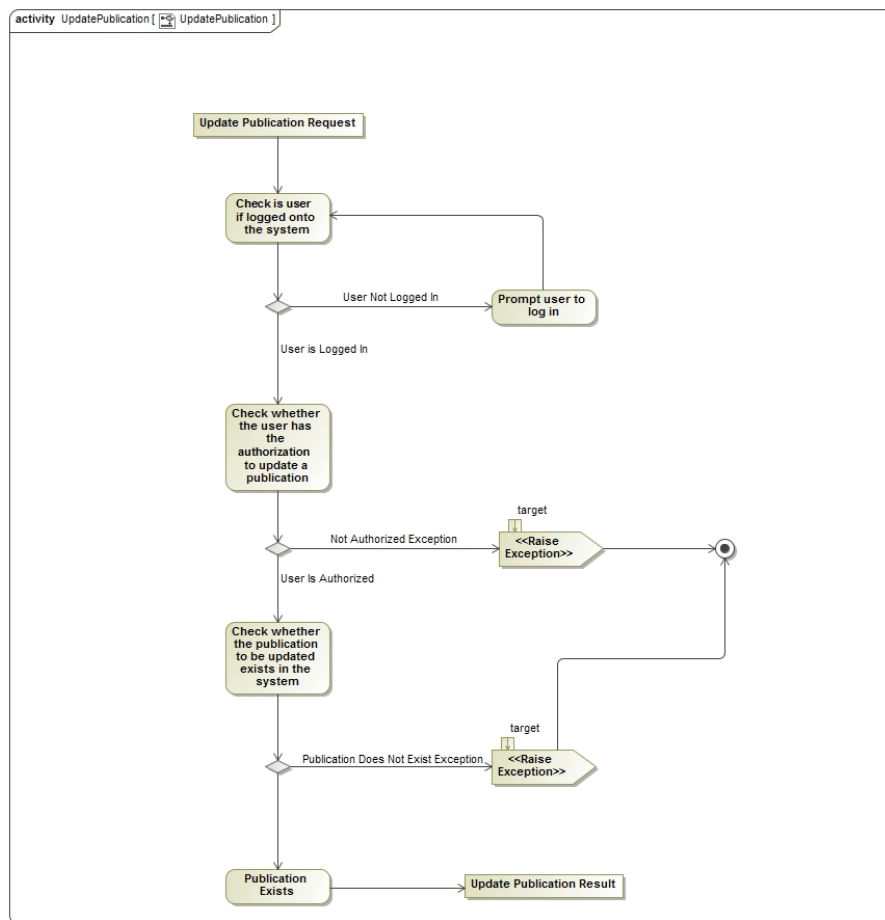 activity UpdatePublication [ UpdatePublication ]
Update Publication Request
Check is user
if logged onto
the system
User Not Logged In
Prompt user to
log in
User is Logged In
Check whether
the user has
the
authorization
to update a
publication
target
Not Authorized Exception
<<Raise
Exception>>
User Is Authorized
Check whether
the publication
to be updated
exists in the
system
target
Publication Does Not Exist Exception
<<Raise
Exception>>
Publication
Exists
Update Publication Result